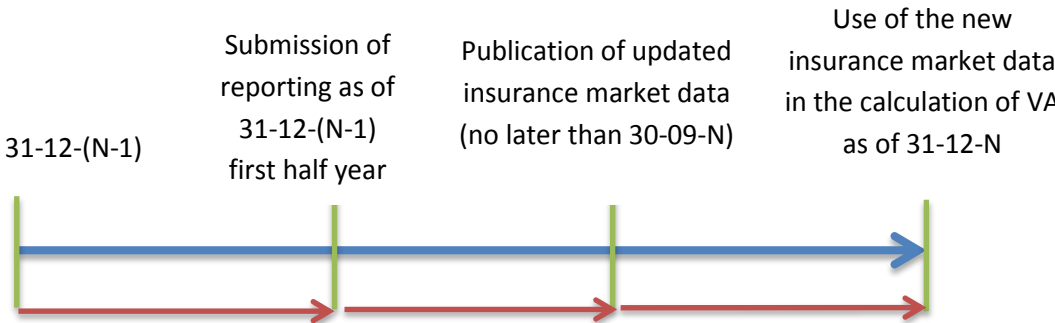 31-12-(N-1)
Submission of
reporting as of
31-12-(N-1)
first half year
Publication of updated
insurance market data
(no later than 30-09-N)
Use of the new
insurance market data
in the calculation of VA
as of 31-12-N